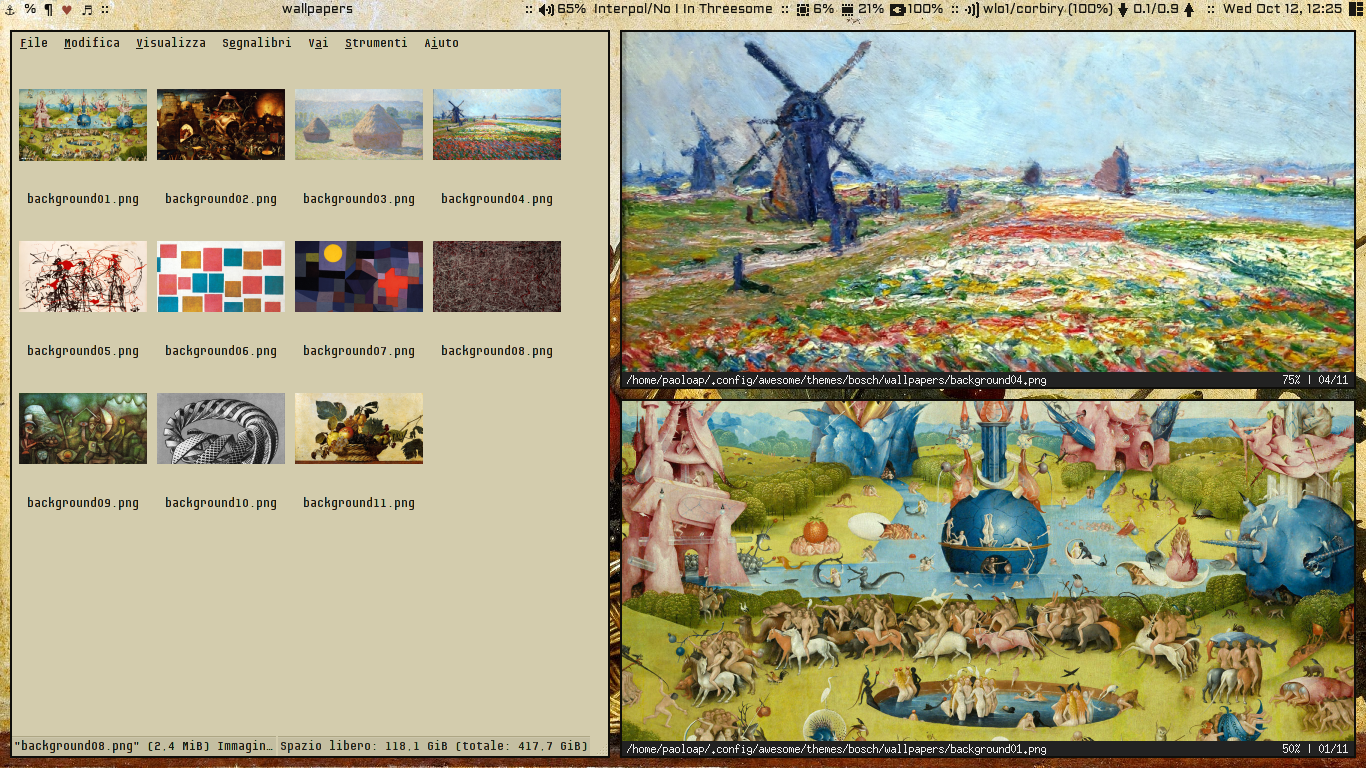 % ¶ ♥ ♬ :: wallpapers :: 65% Interpol/No I In Threesome :: 6% 21% 100% :: wlo1/corbiry (100%) 0.1/0.9 :: Wed Oct 12, 12:25
File Modifica Visualizza Segnalibri Vai Strumenti Aiuto
background01.png background02.png background03.png background04.png
background05.png background06.png background07.png background08.png
background09.png background10.png background11.png
"background08.png" (2,4 MiB) Immagin… Spazio libero: 118,1 GiB (totale: 417,7 GiB)
/home/paoloap/.config/awesome/themes/bosch/wallpapers/background04.png 75% | 04/11
/home/paoloap/.config/awesome/themes/bosch/wallpapers/background01.png 50% | 01/11